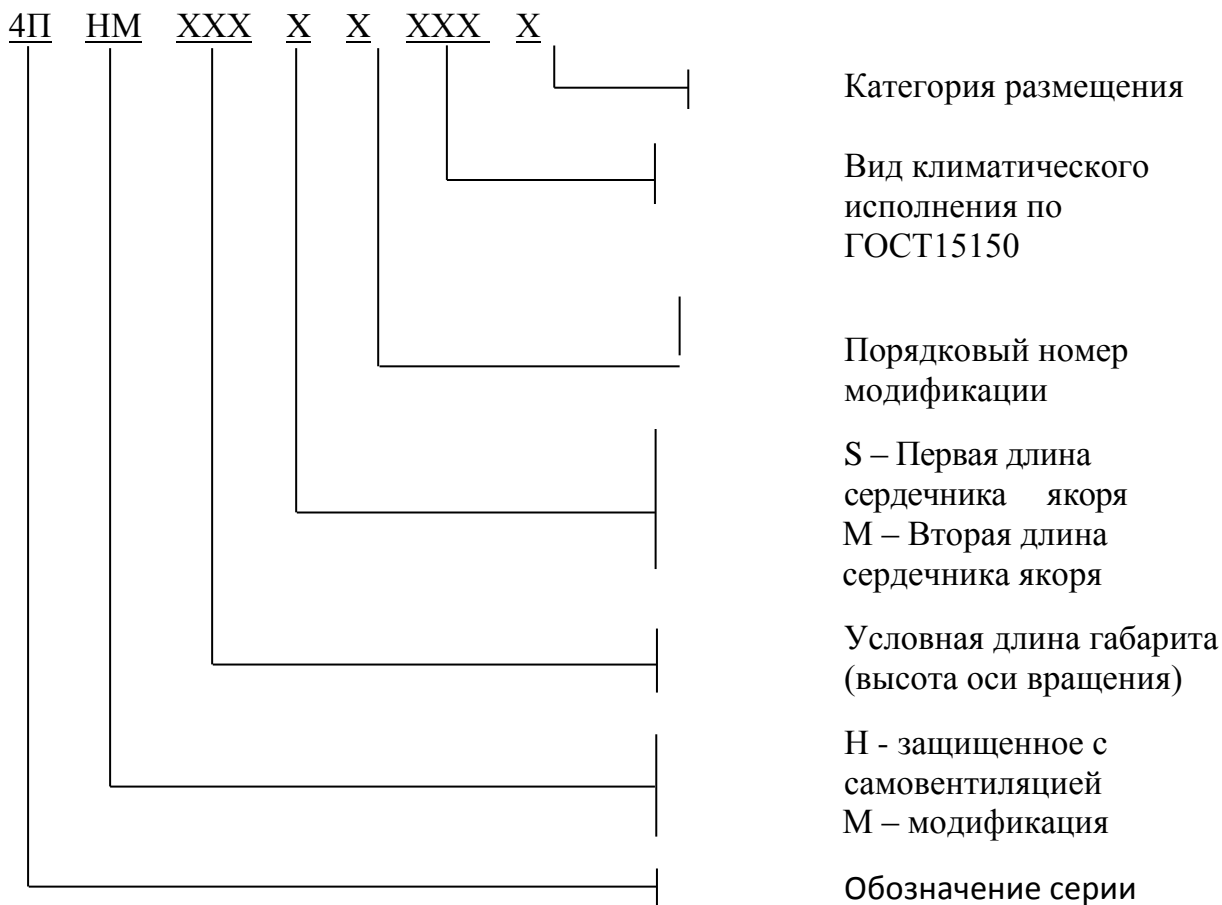 4П НМ ХХХ Х Х ХХХ Х
Категория размещения
Вид климатического
исполнения по
ГОСТ15150
Порядковый номер
модификации
S – Первая длина
сердечника якоря
М – Вторая длина
сердечника якоря
Условная длина габарита
(высота оси вращения)
Н - защищенное с
самовентиляцией
М – модификация
Обозначение серии